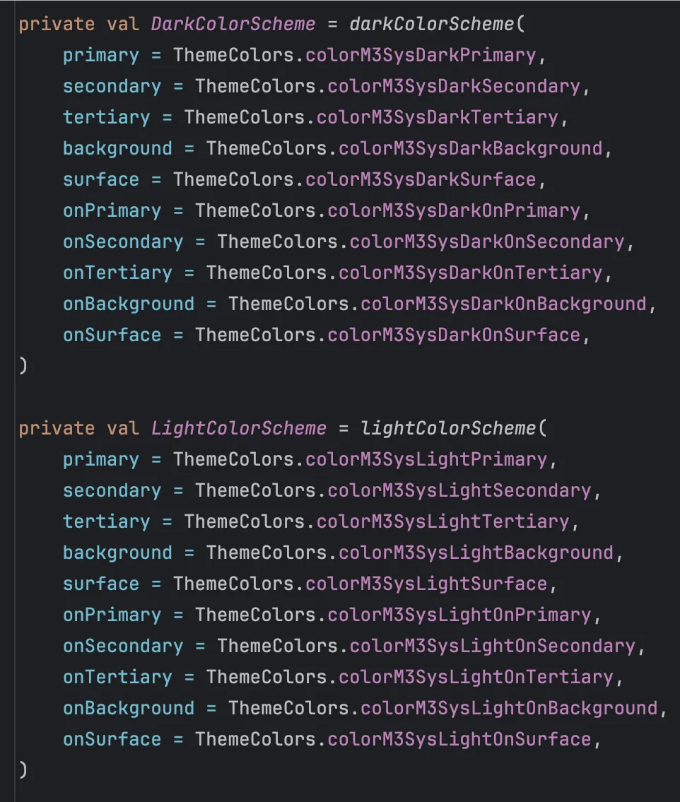 private val DarkColorScheme = darkColorScheme(
    primary = ThemeColors.colorM3SysDarkPrimary,
    secondary = ThemeColors.colorM3SysDarkSecondary,
    tertiary = ThemeColors.colorM3SysDarkTertiary,
    background = ThemeColors.colorM3SysDarkBackground,
    surface = ThemeColors.colorM3SysDarkSurface,
    onPrimary = ThemeColors.colorM3SysDarkOnPrimary,
    onSecondary = ThemeColors.colorM3SysDarkOnSecondary,
    onTertiary = ThemeColors.colorM3SysDarkOnTertiary,
    onBackground = ThemeColors.colorM3SysDarkOnBackground,
    onSurface = ThemeColors.colorM3SysDarkOnSurface,
)

private val LightColorScheme = lightColorScheme(
    primary = ThemeColors.colorM3SysLightPrimary,
    secondary = ThemeColors.colorM3SysLightSecondary,
    tertiary = ThemeColors.colorM3SysLightTertiary,
    background = ThemeColors.colorM3SysLightBackground,
    surface = ThemeColors.colorM3SysLightSurface,
    onPrimary = ThemeColors.colorM3SysLightOnPrimary,
    onSecondary = ThemeColors.colorM3SysLightOnSecondary,
    onTertiary = ThemeColors.colorM3SysLightOnTertiary,
    onBackground = ThemeColors.colorM3SysLightOnBackground,
    onSurface = ThemeColors.colorM3SysLightOnSurface,
)